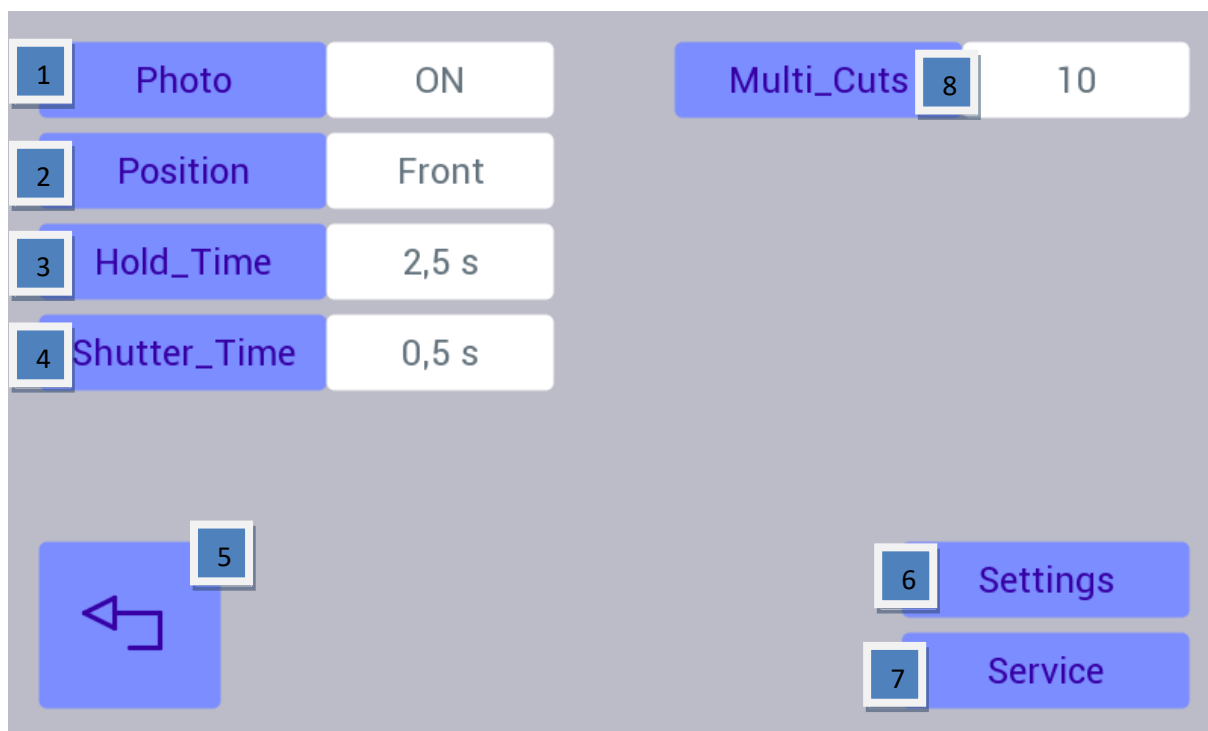 1 Photo ON
Multi_Cuts 8 10
2 Position Front
3 Hold_Time 2,5 s
4 Shutter_Time 0,5 s
5
6 Settings
7 Service